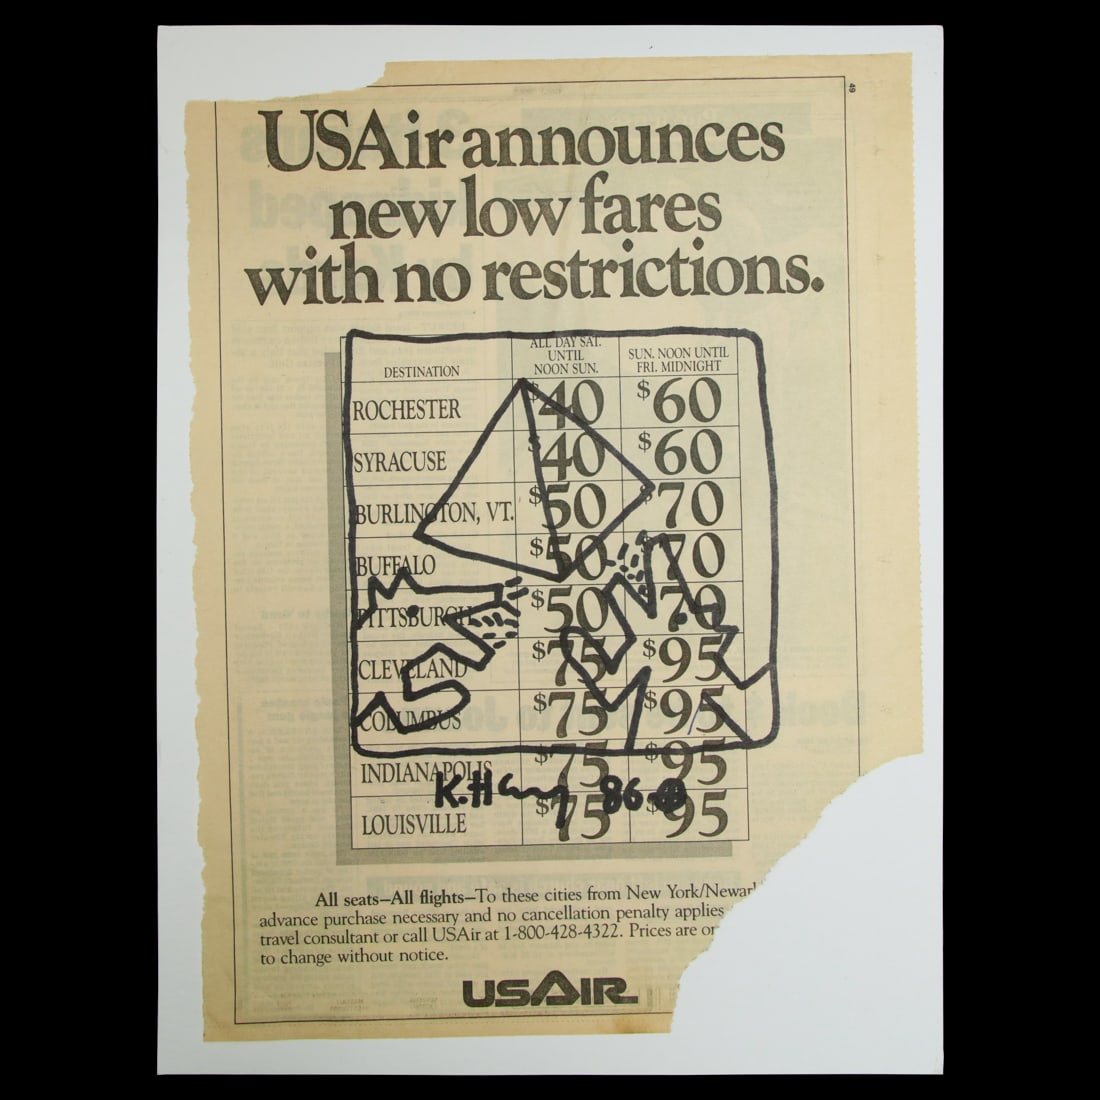 49
USAir announces
new low fares
with no restrictions.
DESTINATION ALL DAY SAT. UNTIL NOON SUN. SUN. NOON UNTIL FRI. MIDNIGHT
ROCHESTER $40 $60
SYRACUSE $40 $60
BURLINGTON, VT. $50 $70
BUFFALO $50 $70
PITTSBURGH $50 $70
CLEVELAND $75 $95
COLUMBUS $75 $95
INDIANAPOLIS $75 $95
K. Haring 86
LOUISVILLE $75 $95
All seats—All flights—To these cities from New York/Newark
advance purchase necessary and no cancellation penalty applies
travel consultant or call USAir at 1-800-428-4322. Prices are
to change without notice.
USAIR